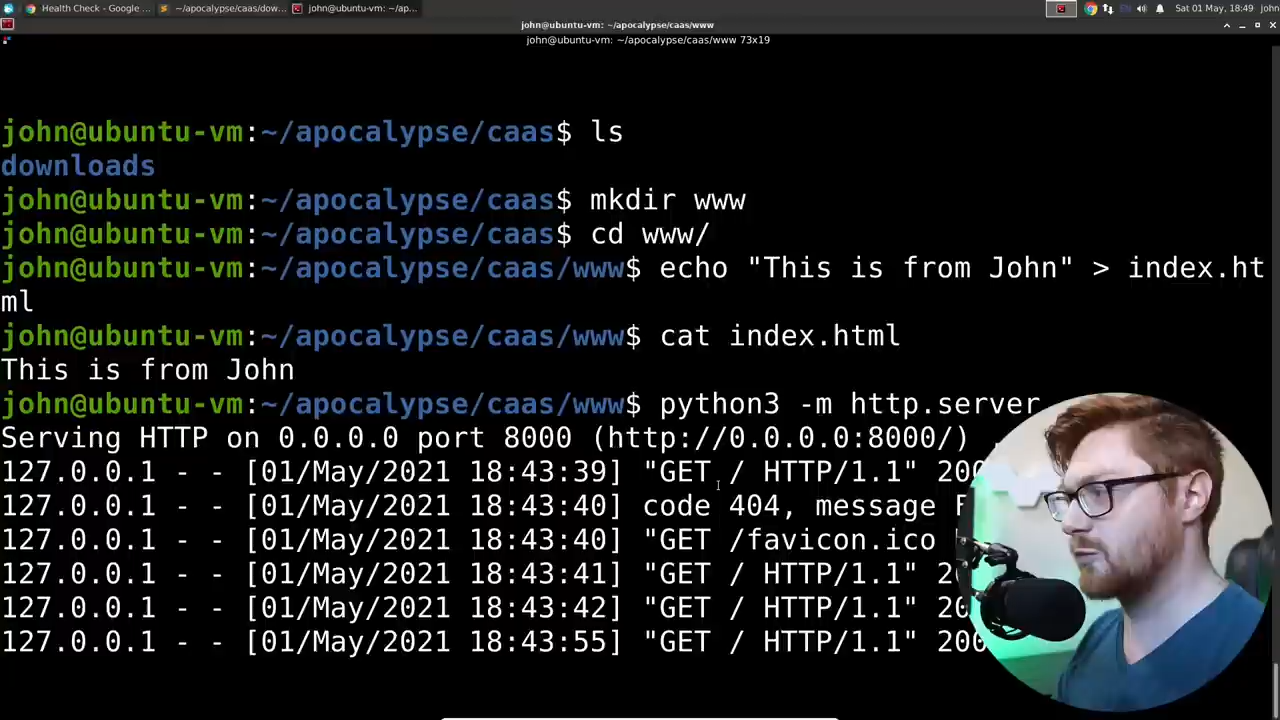 Health Check - Google ...
~/apocalypse/caas/dow...
john@ubuntu-vm: ~/ap...
Sat 01 May, 18:49 john
john@ubuntu-vm: ~/apocalypse/caas/www
john@ubuntu-vm: ~/apocalypse/caas/www 73x19
john@ubuntu-vm:~/apocalypse/caas$ ls
downloads
john@ubuntu-vm:~/apocalypse/caas$ mkdir www
john@ubuntu-vm:~/apocalypse/caas$ cd www/
john@ubuntu-vm:~/apocalypse/caas/www$ echo "This is from John" > index.ht
ml
john@ubuntu-vm:~/apocalypse/caas/www$ cat index.html
This is from John
john@ubuntu-vm:~/apocalypse/caas/www$ python3 -m http.server
Serving HTTP on 0.0.0.0 port 8000 (http://0.0.0.0:8000/) .
127.0.0.1 - - [01/May/2021 18:43:39] "GET / HTTP/1.1" 200
127.0.0.1 - - [01/May/2021 18:43:40] code 404, message
127.0.0.1 - - [01/May/2021 18:43:40] "GET /favicon.ico
127.0.0.1 - - [01/May/2021 18:43:41] "GET / HTTP/1.1" 2
127.0.0.1 - - [01/May/2021 18:43:42] "GET / HTTP/1.1" 20
127.0.0.1 - - [01/May/2021 18:43:55] "GET / HTTP/1.1" 200